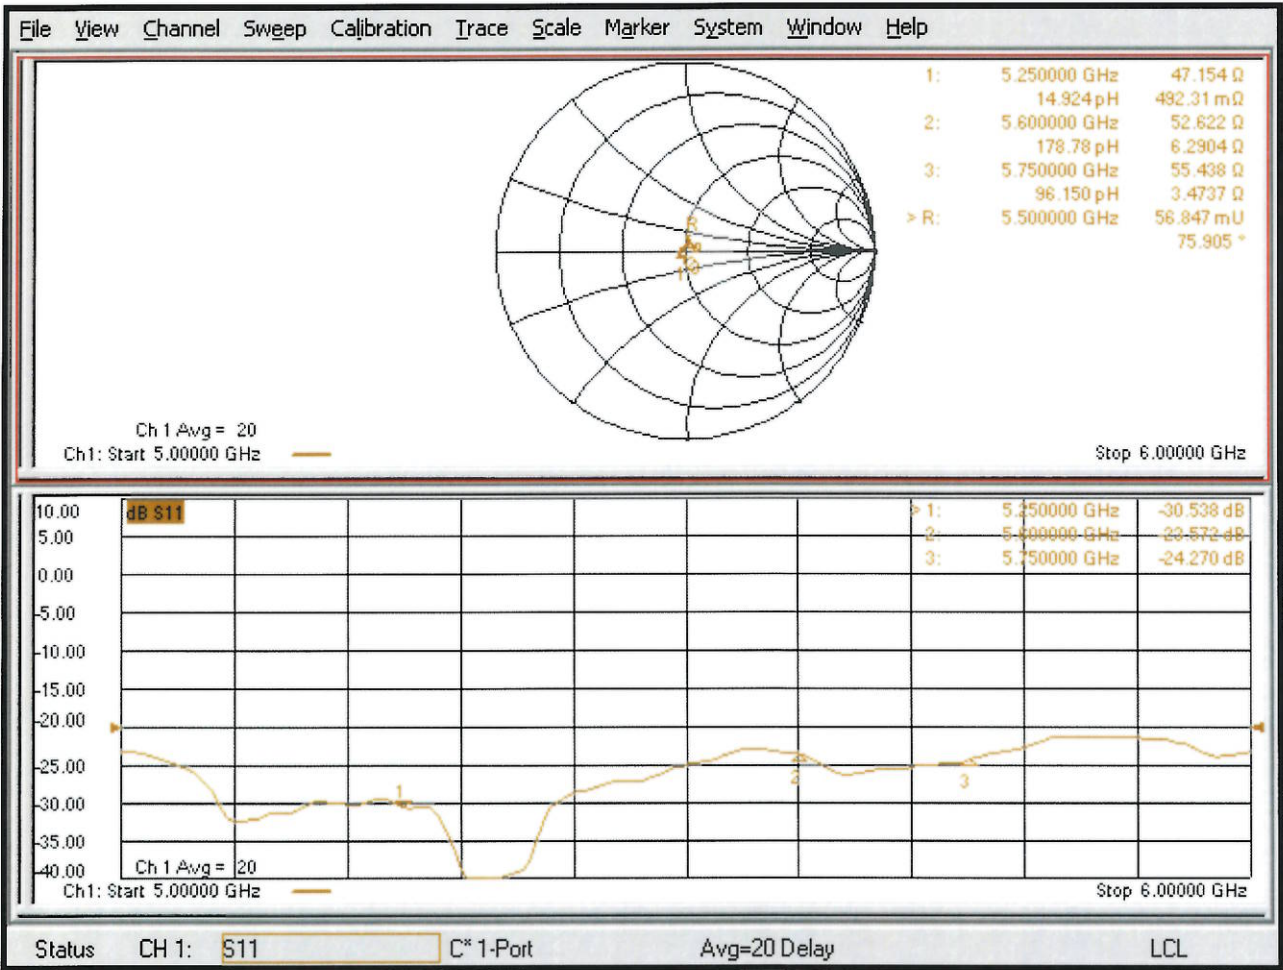 File View Channel Sweep Calibration Trace Scale Marker System Window Help
1: 5.250000 GHz 47.154 Ω
14.924 pH 492.31 mΩ
2: 5.600000 GHz 52.622 Ω
178.78 pH 6.2904 Ω
3: 5.750000 GHz 55.438 Ω
96.150 pH 3.4737 Ω
> R: 5.500000 GHz 56.847 mU
75.905 °
R
1
Ch 1 Avg = 20
Ch1: Start 5.00000 GHz
Stop 6.00000 GHz
10.00
dB S11
> 1: 5.250000 GHz -30.538 dB
5.00
2: 5.600000 GHz -23.572 dB
3: 5.750000 GHz -24.270 dB
0.00
-5.00
-10.00
-15.00
-20.00
-25.00
2
3
1
-30.00
-35.00
-40.00
Ch 1 Avg = 20
Ch1: Start 5.00000 GHz
Stop 6.00000 GHz
Status CH 1: S11 C* 1-Port Avg=20 Delay LCL